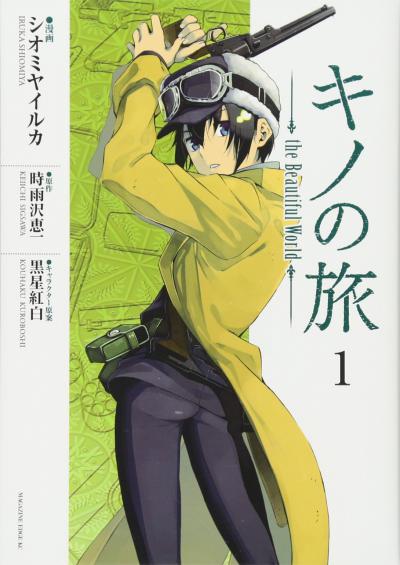 キノの旅
―the Beautiful World―
1
●漫画
シオミヤイルカ
IRUKA SHIOMIYA
●原作
時雨沢恵一
KEIICHI SIGSAWA
●キャラクター原案
黒星紅白
KOUHAKU KUROBOSHI
MAGAZINE EDGE KC